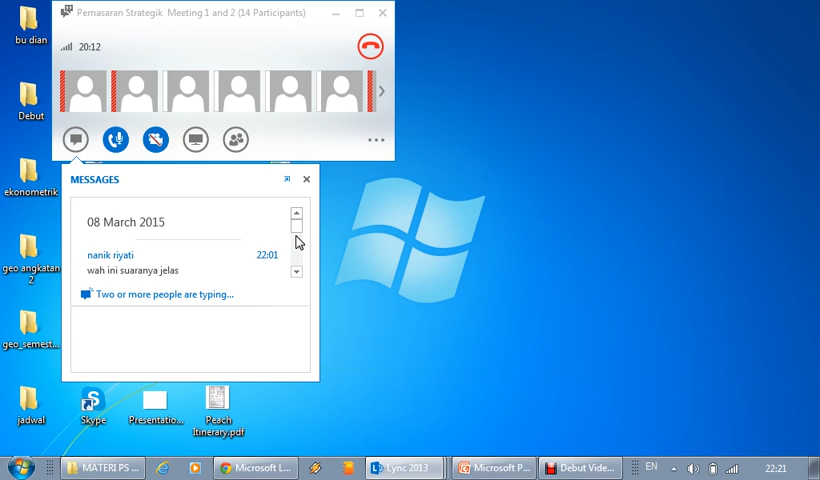 Pemasaran Strategik Meeting 1 and 2 (14 Participants)
20:12
MESSAGES
08 March 2015
nanik riyati 22:01
wah ini suaranya jelas
Two or more people are typing...
bu dian
Debut
ekonometrik
geo angkatan
2
geo_semest...
jadwal
Skype
Presentatio...
Peach
Itinerary.pdf
MATERI PS ...
Microsoft L...
Lync 2013
Microsoft P...
Debut Vide...
EN
22:21